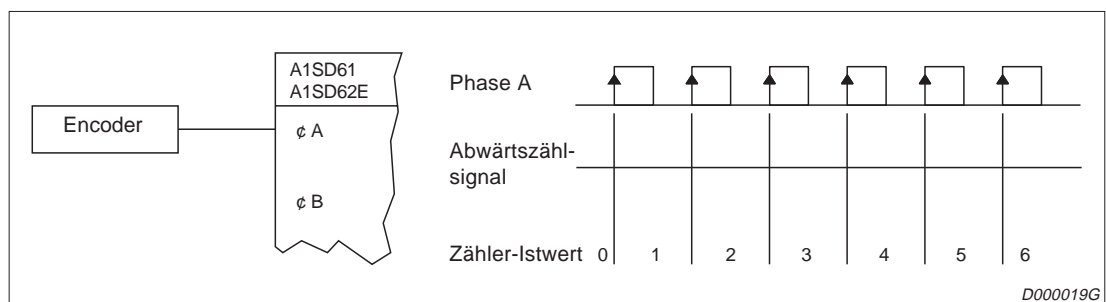 A1SD61
A1SD62E
Encoder
¢ A
¢ B
Phase A
Abwärtszähl-
signal
Zähler-Istwert 0 1 2 3 4 5 6
D000019G